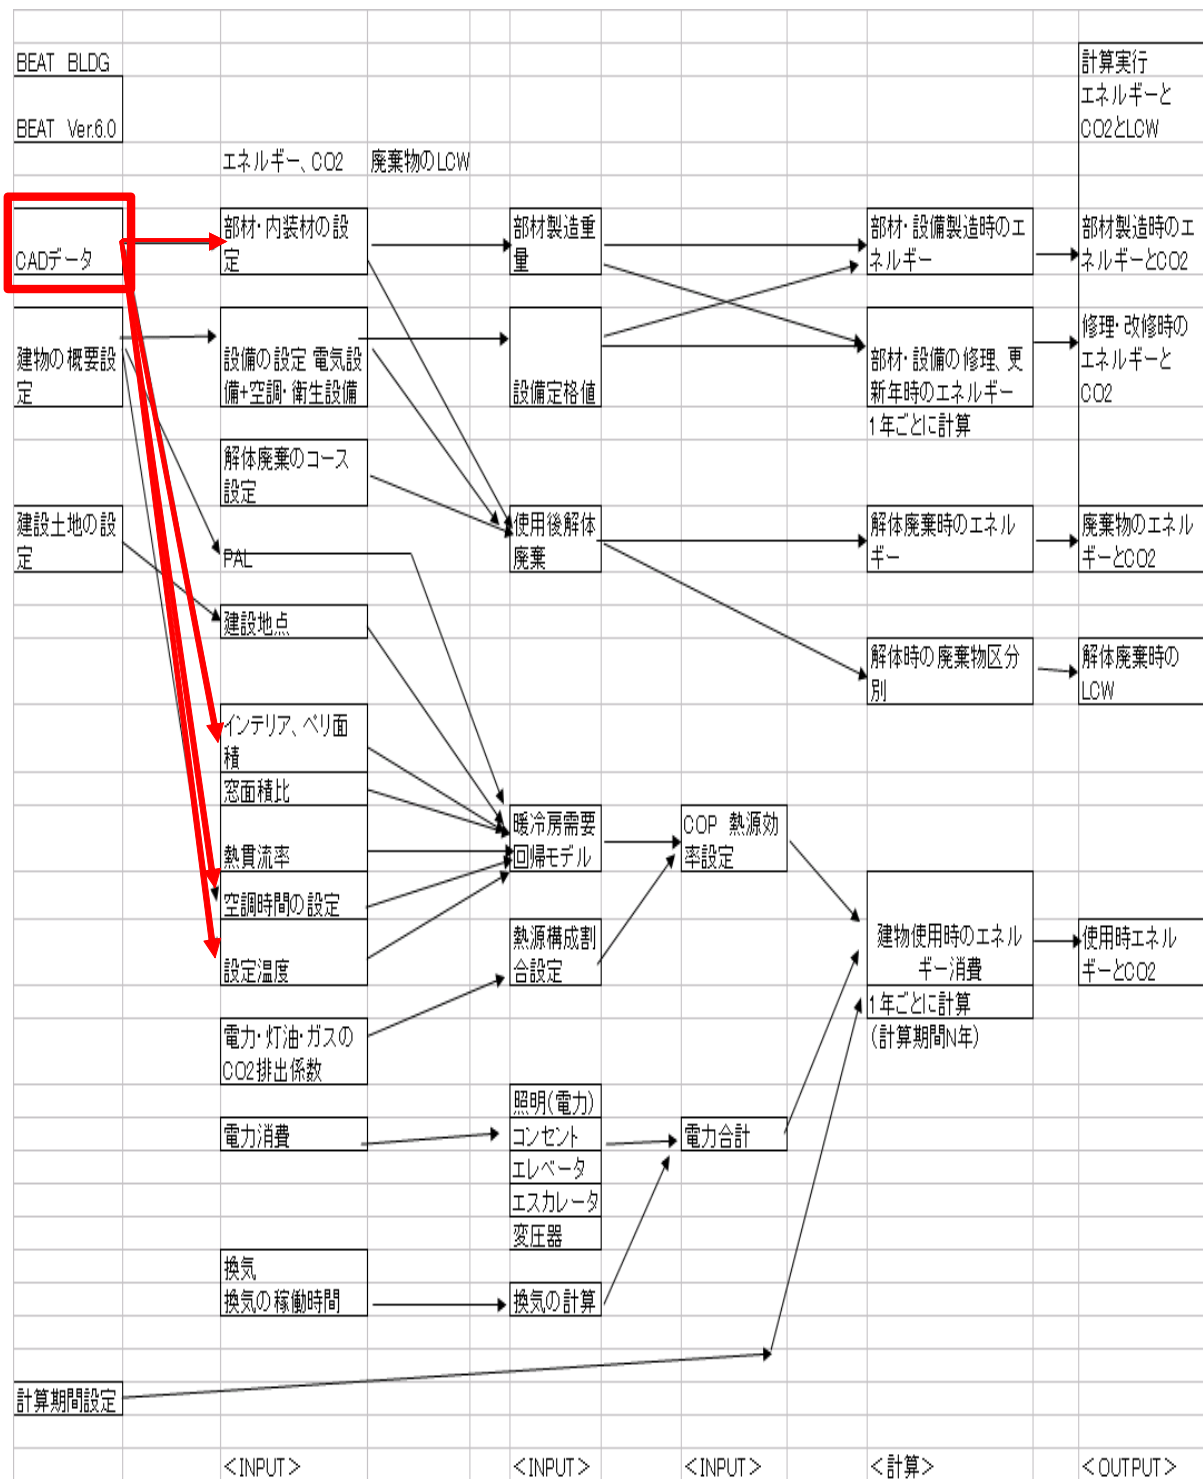 BEAT BLDG
BEAT Ver.6.0
計算実行
エネルギーと
CO2とLCW
エネルギー、CO2
廃棄物のLCW
CADデータ
部材・内装材の設
定
部材製造重
量
部材・設備製造時のエ
ネルギー
部材製造時のエ
ネルギーとCO2
建物の概要設
定
設備の設定 電気設
備+空調・衛生設備
設備定格値
部材・設備の修理、更
新年時のエネルギー
1年ごとに計算
修理・改修時の
エネルギーと
CO2
解体廃棄のコース
設定
建設土地の設
定
使用後解体
廃棄
解体廃棄時のエネル
ギー
廃棄物のエネル
ギーとCO2
PAL
建設地点
解体時の廃棄物区分
別
解体廃棄時の
LCW
インテリア、ペリ面
積
窓面積比
熱貫流率
空調時間の設定
設定温度
暖冷房需要
回帰モデル
COP 熱源効
率設定
熱源構成割
合設定
建物使用時のエネル
ギー消費
1年ごとに計算
(計算期間N年)
使用時エネル
ギーとCO2
電力・灯油・ガスの
CO2排出係数
電力消費
照明(電力)
コンセント
エレベータ
エスカレータ
変圧器
電力合計
換気
換気の稼働時間
換気の計算
計算期間設定
<INPUT>
<INPUT>
<INPUT>
<計算>
<OUTPUT>